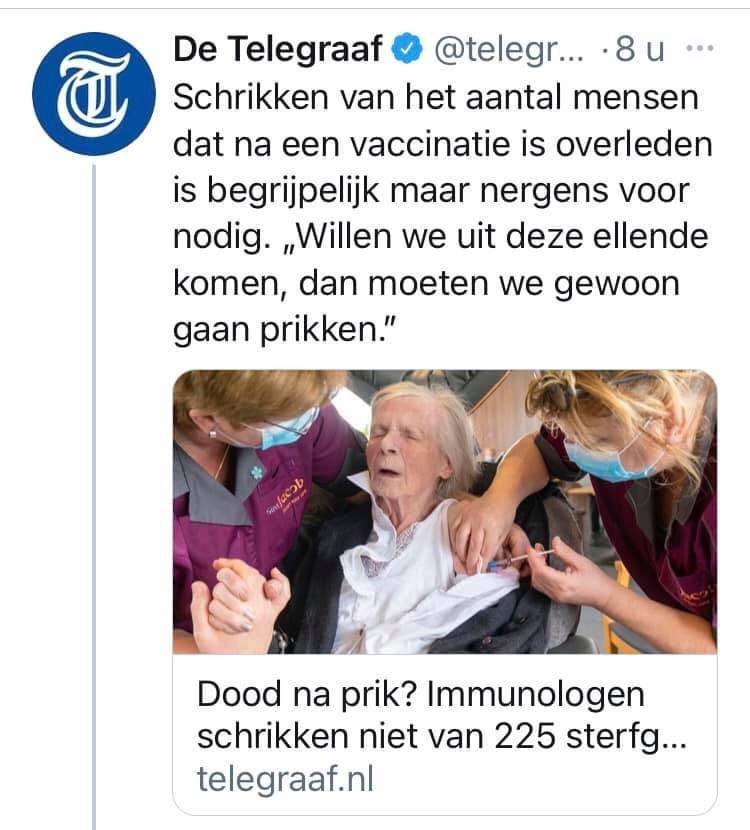 De Telegraaf @telegr... · 8 u ...
Schrikken van het aantal mensen
dat na een vaccinatie is overleden
is begrijpelijk maar nergens voor
nodig. „Willen we uit deze ellende
komen, dan moeten we gewoon
gaan prikken.”
Jacob
Dood na prik? Immunologen
schrikken niet van 225 sterfg...
telegraaf.nl